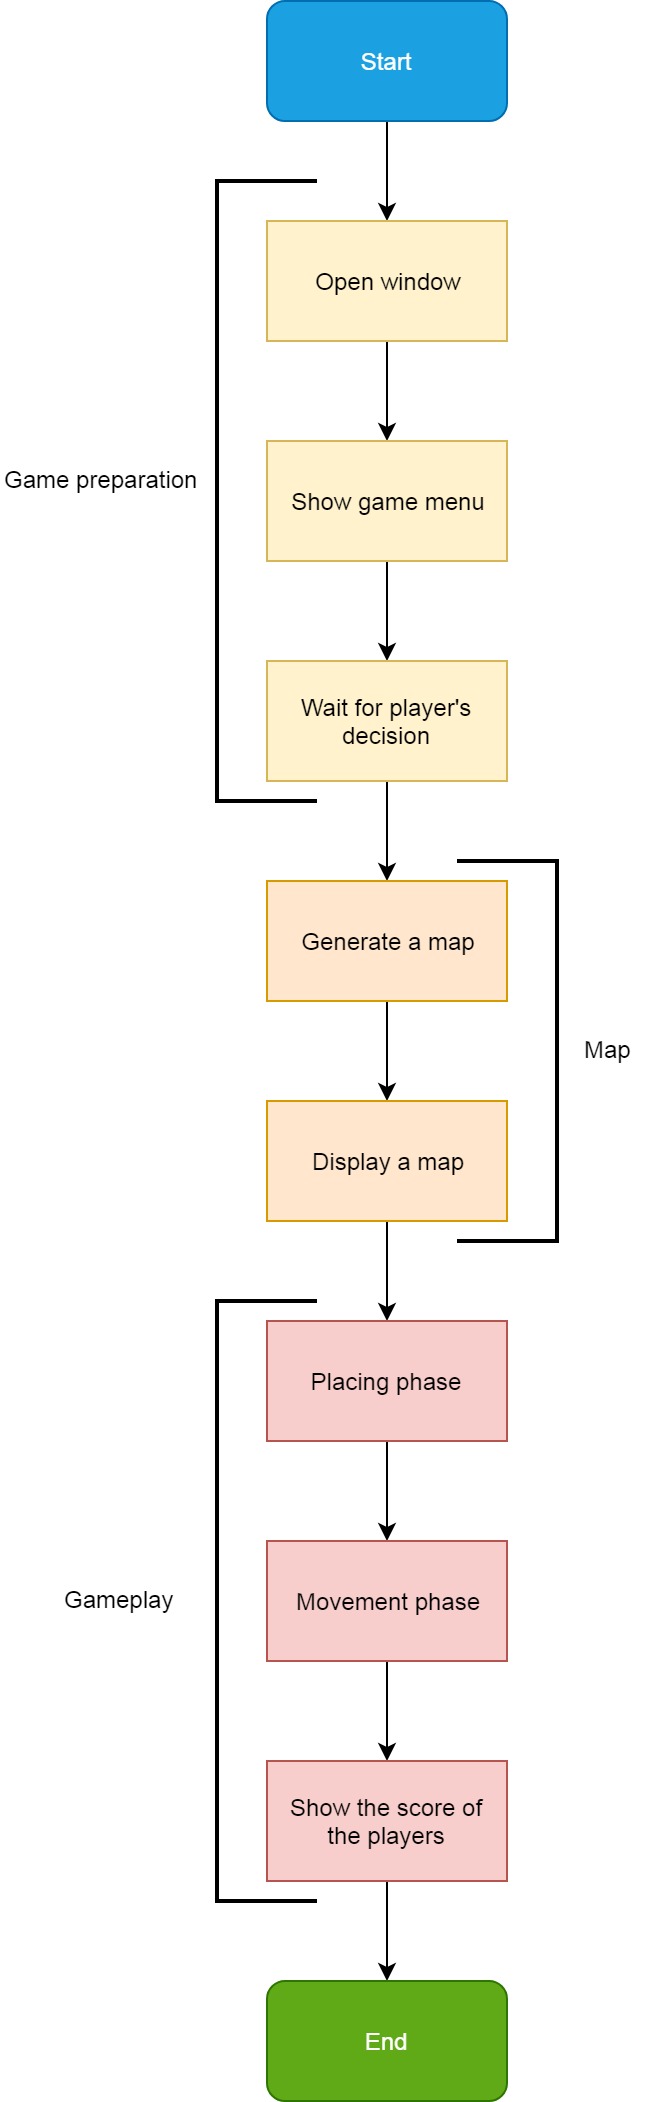 Start
Open window
Game preparation
Show game menu
Wait for player's
decision
Generate a map
Map
Display a map
Placing phase
Gameplay
Movement phase
Show the score of
the players
End